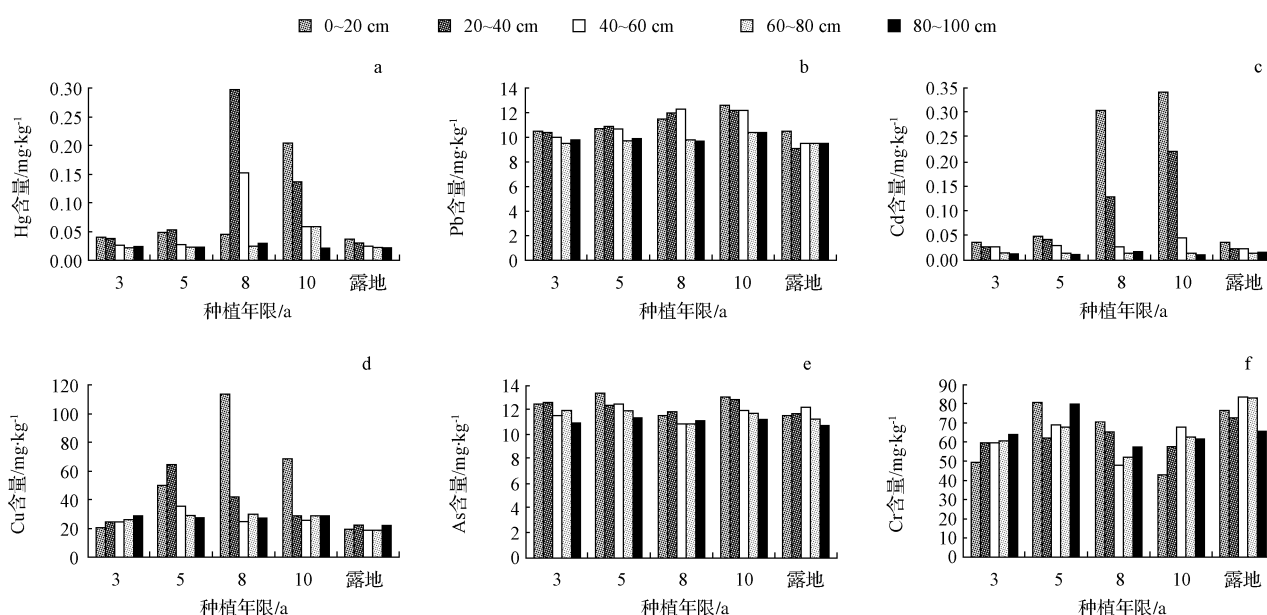 0~20 cm 20~40 cm 40~60 cm 60~80 cm 80~100 cm
a
Hg含量/mg·kg⁻¹
0.30
0.25
0.20
0.15
0.10
0.05
0.00
3 5 8 10 露地
种植年限/a
b
Pb含量/mg·kg⁻¹
14
12
10
8
6
4
2
0
3 5 8 10 露地
种植年限/a
c
Cd含量/mg·kg⁻¹
0.35
0.30
0.25
0.20
0.15
0.10
0.05
0.00
3 5 8 10 露地
种植年限/a
d
Cu含量/mg·kg⁻¹
120
100
80
60
40
20
0
3 5 8 10 露地
种植年限/a
e
As含量/mg·kg⁻¹
14
12
10
8
6
4
2
0
3 5 8 10 露地
种植年限/a
f
Cr含量/mg·kg⁻¹
90
80
70
60
50
40
30
20
10
0
3 5 8 10 露地
种植年限/a